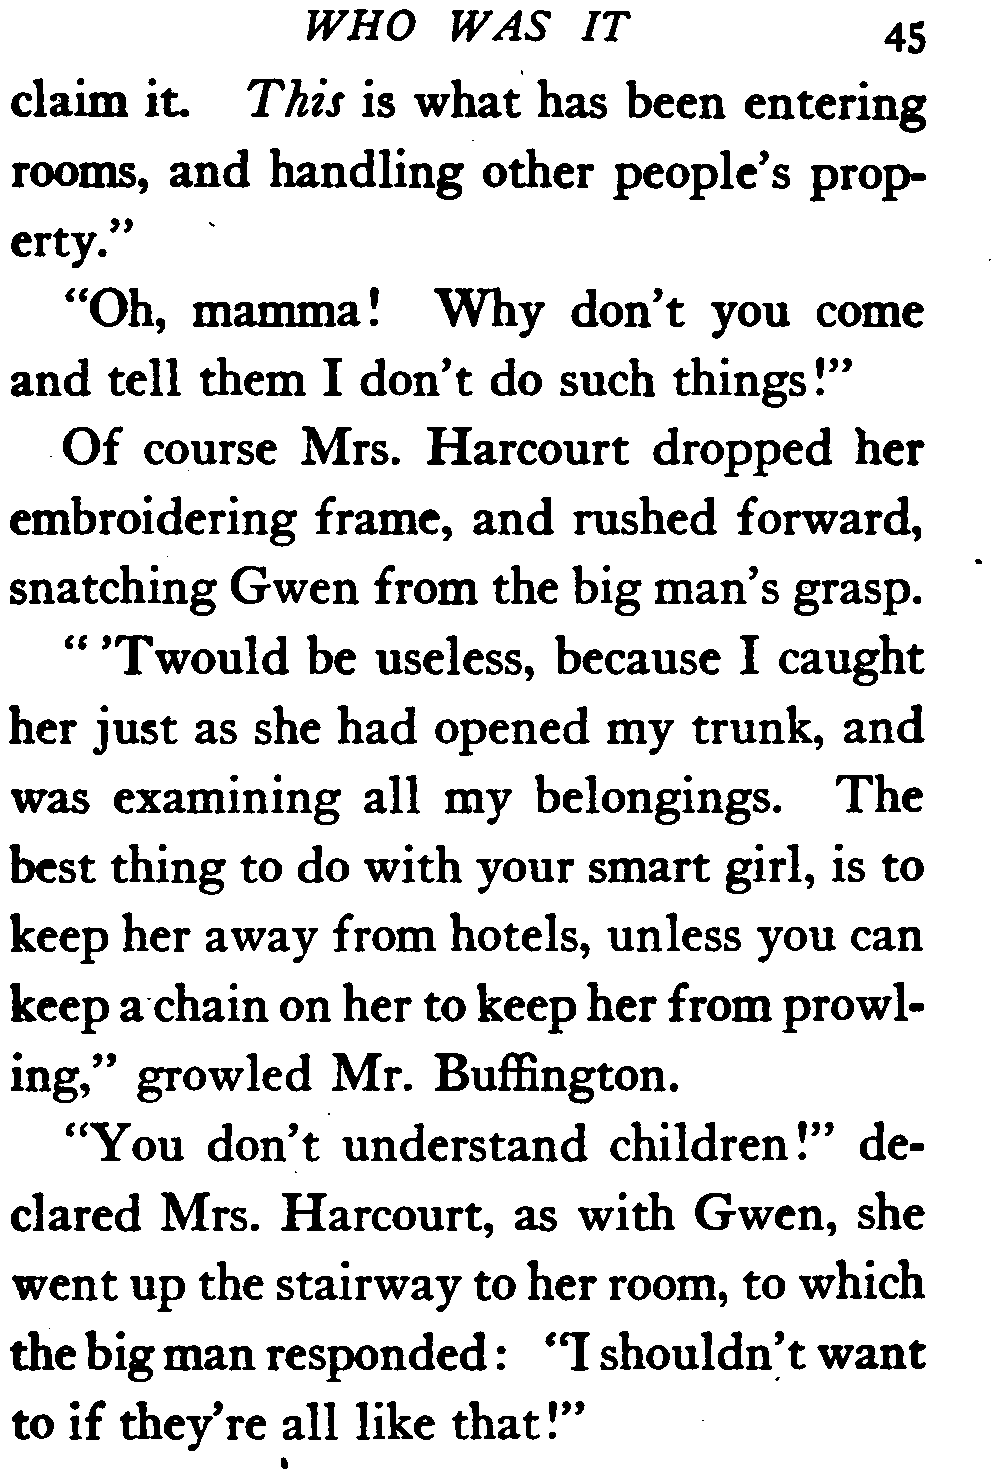 WHO WAS IT 45
claim it. This is what has been entering
rooms, and handling other people's prop-
erty."
"Oh, mamma! Why don't you come
and tell them I don't do such things!"
Of course Mrs. Harcourt dropped her
embroidering frame, and rushed forward,
snatching Gwen from the big man's grasp.
" 'Twould be useless, because I caught
her just as she had opened my trunk, and
was examining all my belongings. The
best thing to do with your smart girl, is to
keep her away from hotels, unless you can
keep a chain on her to keep her from prowl-
ing," growled Mr. Buffington.
"You don't understand children!" de-
clared Mrs. Harcourt, as with Gwen, she
went up the stairway to her room, to which
the big man responded: "I shouldn't want
to if they're all like that!"